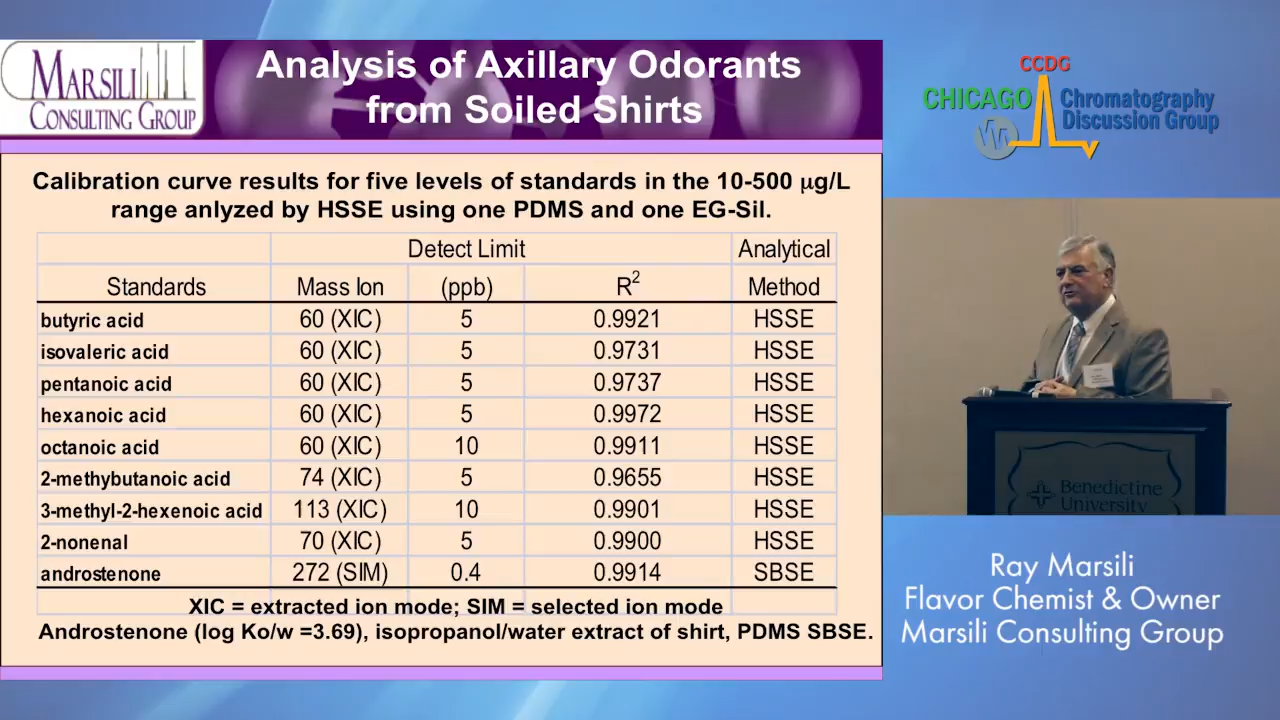 MARSILI
CONSULTING GROUP
Analysis of Axillary Odorants
from Soiled Shirts
CCDG
CHICAGO Chromatography
Discussion Group
Calibration curve results for five levels of standards in the 10-500 μg/L
range anlyzed by HSSE using one PDMS and one EG-Sil.
Detect Limit Analytical
Standards Mass Ion (ppb) R² Method
butyric acid 60 (XIC) 5 0.9921 HSSE
isovaleric acid 60 (XIC) 5 0.9731 HSSE
pentanoic acid 60 (XIC) 5 0.9737 HSSE
hexanoic acid 60 (XIC) 5 0.9972 HSSE
octanoic acid 60 (XIC) 10 0.9911 HSSE
2-methybutanoic acid 74 (XIC) 5 0.9655 HSSE
3-methyl-2-hexenoic acid 113 (XIC) 10 0.9901 HSSE
2-nonenal 70 (XIC) 5 0.9900 HSSE
androstenone 272 (SIM) 0.4 0.9914 SBSE
XIC = extracted ion mode; SIM = selected ion mode
Androstenone (log Ko/w =3.69), isopropanol/water extract of shirt, PDMS SBSE.
Benedictine
University
Ray Marsili
Flavor Chemist & Owner
Marsili Consulting Group